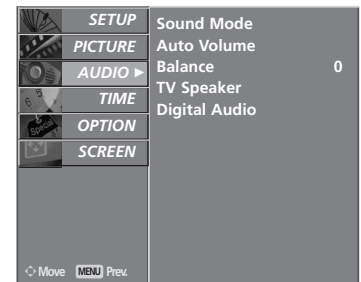 SETUP
PICTURE
AUDIO
TIME
OPTION
SCREEN
Sound Mode
Auto Volume
Balance 0
TV Speaker
Digital Audio
Special
Move MENU Prev.